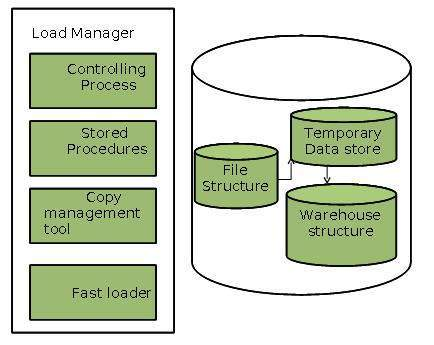 Load Manager
Controlling
Process
Stored
Procedures
Copy
management
tool
Fast loader
Temporary
Data store
File
Structure
Warehouse
structure